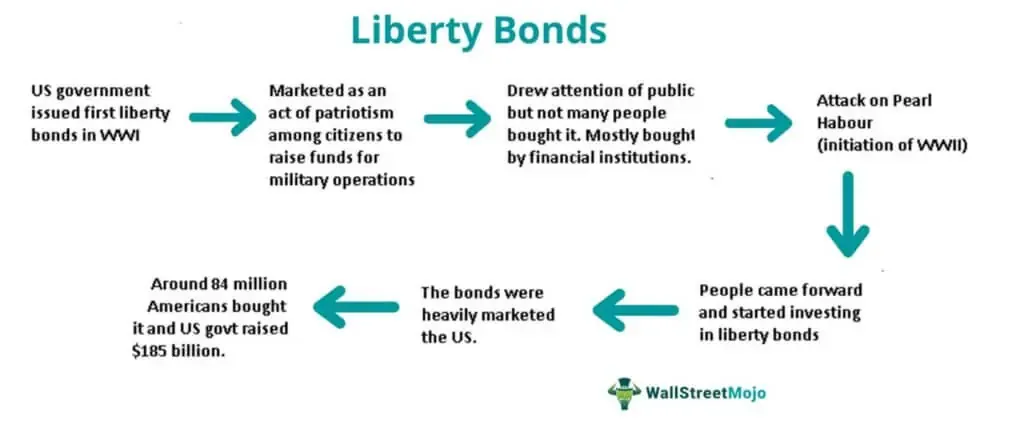 Liberty Bonds
US government
issued first liberty
bonds in WWI
Marketed as an
act of patriotism
among citizens to
raise funds for
military operations
Drew attention of public
but not many people
bought it. Mostly bought
by financial institutions.
Attack on Pearl
Habour
(initiation of WWII)
People came forward
and started investing
in liberty bonds
The bonds were
heavily marketed
the US.
Around 84 million
Americans bought
it and US govt raised
$185 billion.
WallStreetMojo